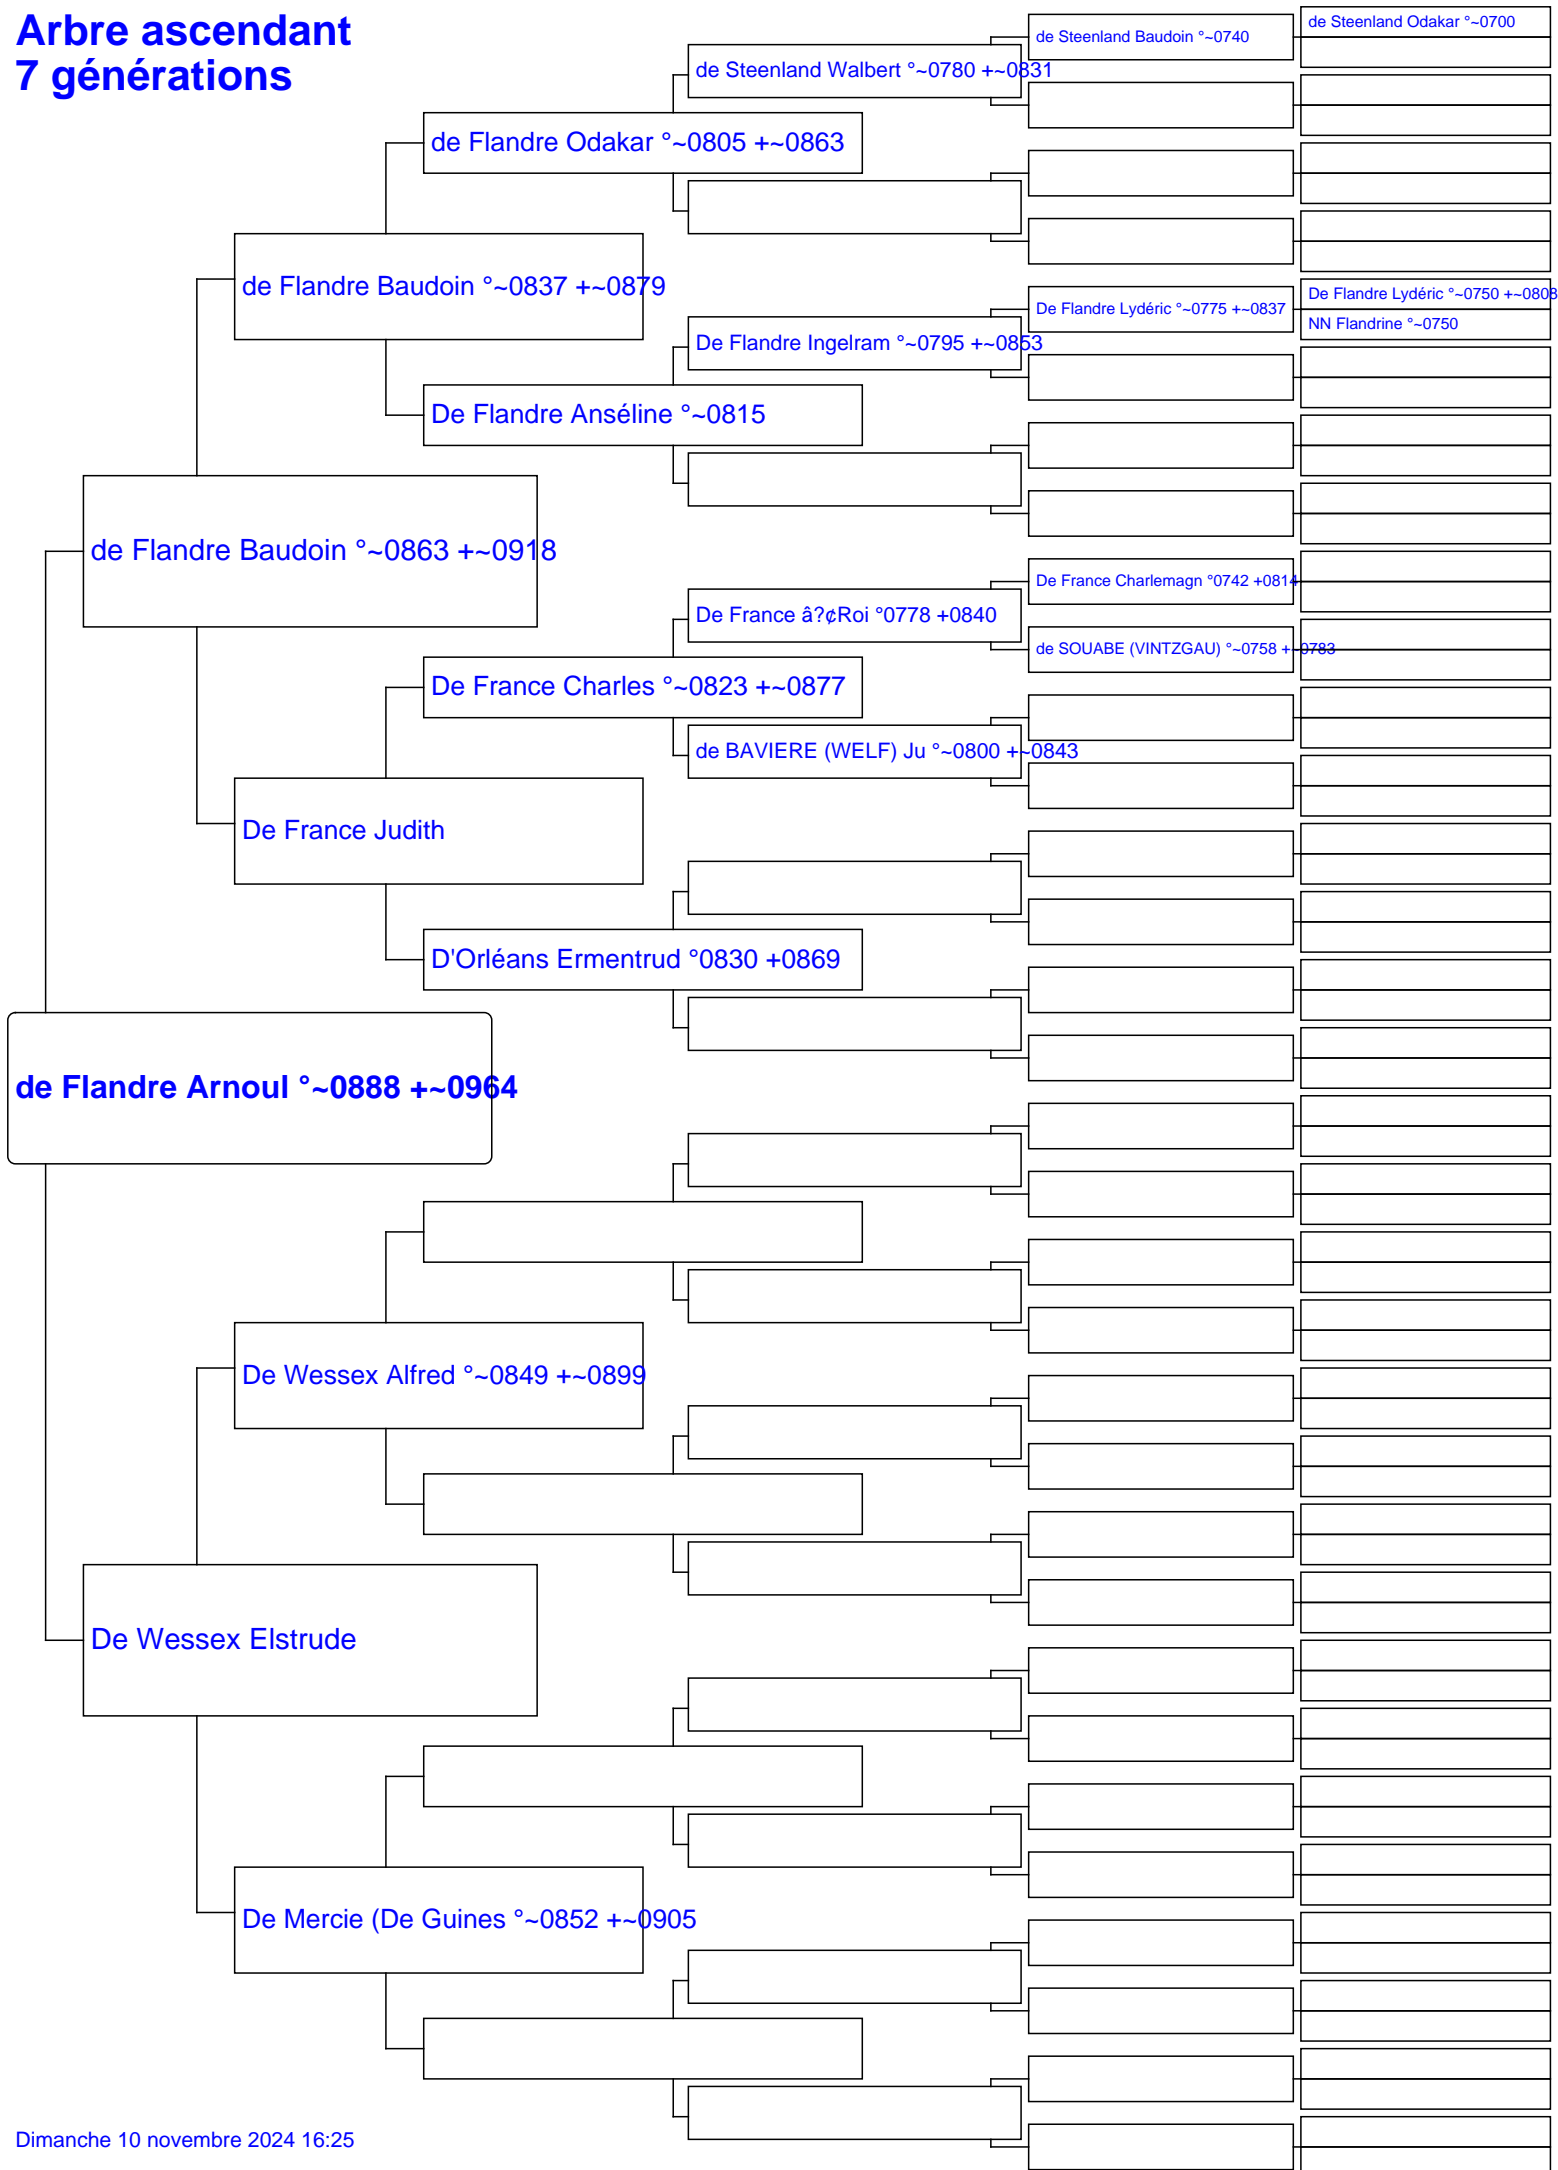 Arbre ascendant
7 générations
de Steenland Odakar °~0700
de Steenland Baudoin °~0740
de Steenland Walbert °~0780 +~0831
de Flandre Odakar °~0805 +~0863
de Flandre Baudoin °~0837 +~0879
De Flandre Lydéric °~0750 +~0808
De Flandre Lydéric °~0775 +~0837
NN Flandrine °~0750
De Flandre Ingelram °~0795 +~0853
De Flandre Anséline °~0815
de Flandre Baudoin °~0863 +~0918
De France Charlemagn °0742 +0814
De France â?¢Roi °0778 +0840
de SOUABE (VINTZGAU) °~0758 +~0783
De France Charles °~0823 +~0877
de BAVIERE (WELF) Ju °~0800 +~0843
De France Judith
D'Orléans Ermentrud °0830 +0869
de Flandre Arnoul °~0888 +~0964
De Wessex Alfred °~0849 +~0899
De Wessex Elstrude
De Mercie (De Guines °~0852 +~0905
Dimanche 10 novembre 2024 16:25